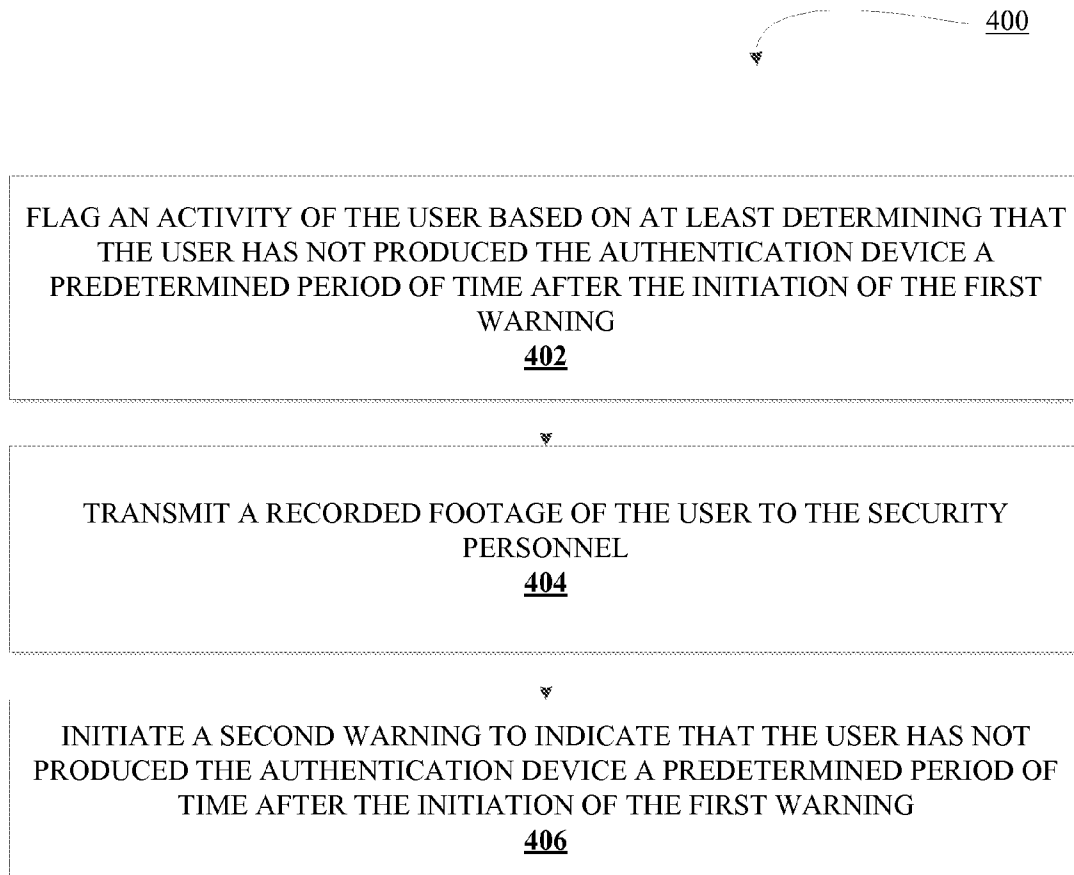 400
FLAG AN ACTIVITY OF THE USER BASED ON AT LEAST DETERMINING THAT
THE USER HAS NOT PRODUCED THE AUTHENTICATION DEVICE A
PREDETERMINED PERIOD OF TIME AFTER THE INITIATION OF THE FIRST
WARNING
402
TRANSMIT A RECORDED FOOTAGE OF THE USER TO THE SECURITY
PERSONNEL
404
INITIATE A SECOND WARNING TO INDICATE THAT THE USER HAS NOT
PRODUCED THE AUTHENTICATION DEVICE A PREDETERMINED PERIOD OF
TIME AFTER THE INITIATION OF THE FIRST WARNING
406